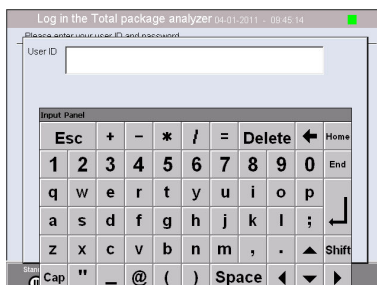 Log in the Total package analyzer 04-01-2011 - 09:45:14
Please enter your user ID and password
User ID
Input Panel
Esc + - * / = Delete Home
1 2 3 4 5 6 7 8 9 0 End
q w e r t y u i o p
a s d f g h j k l ;
z x c v b n m , . Shift
Cap " _ @ ( ) Space